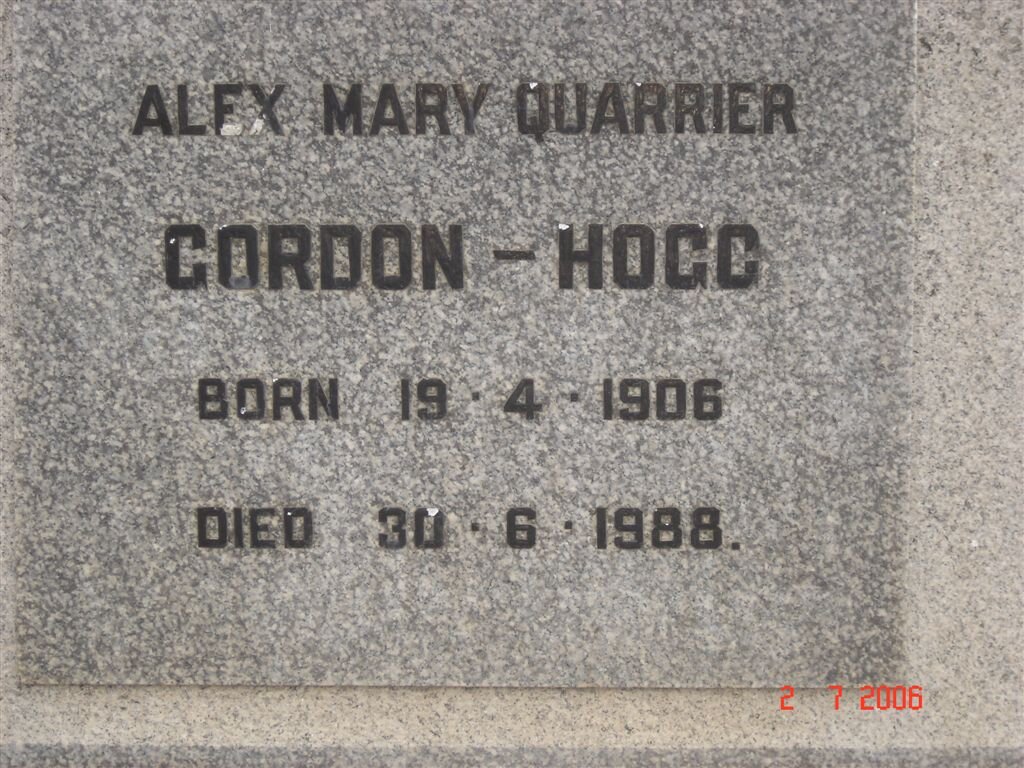 ALEX MARY QUARRIER
GORDON - HOGG
BORN 19 · 4 · 1906
DIED 30 · 6 · 1988.
2 7 2006